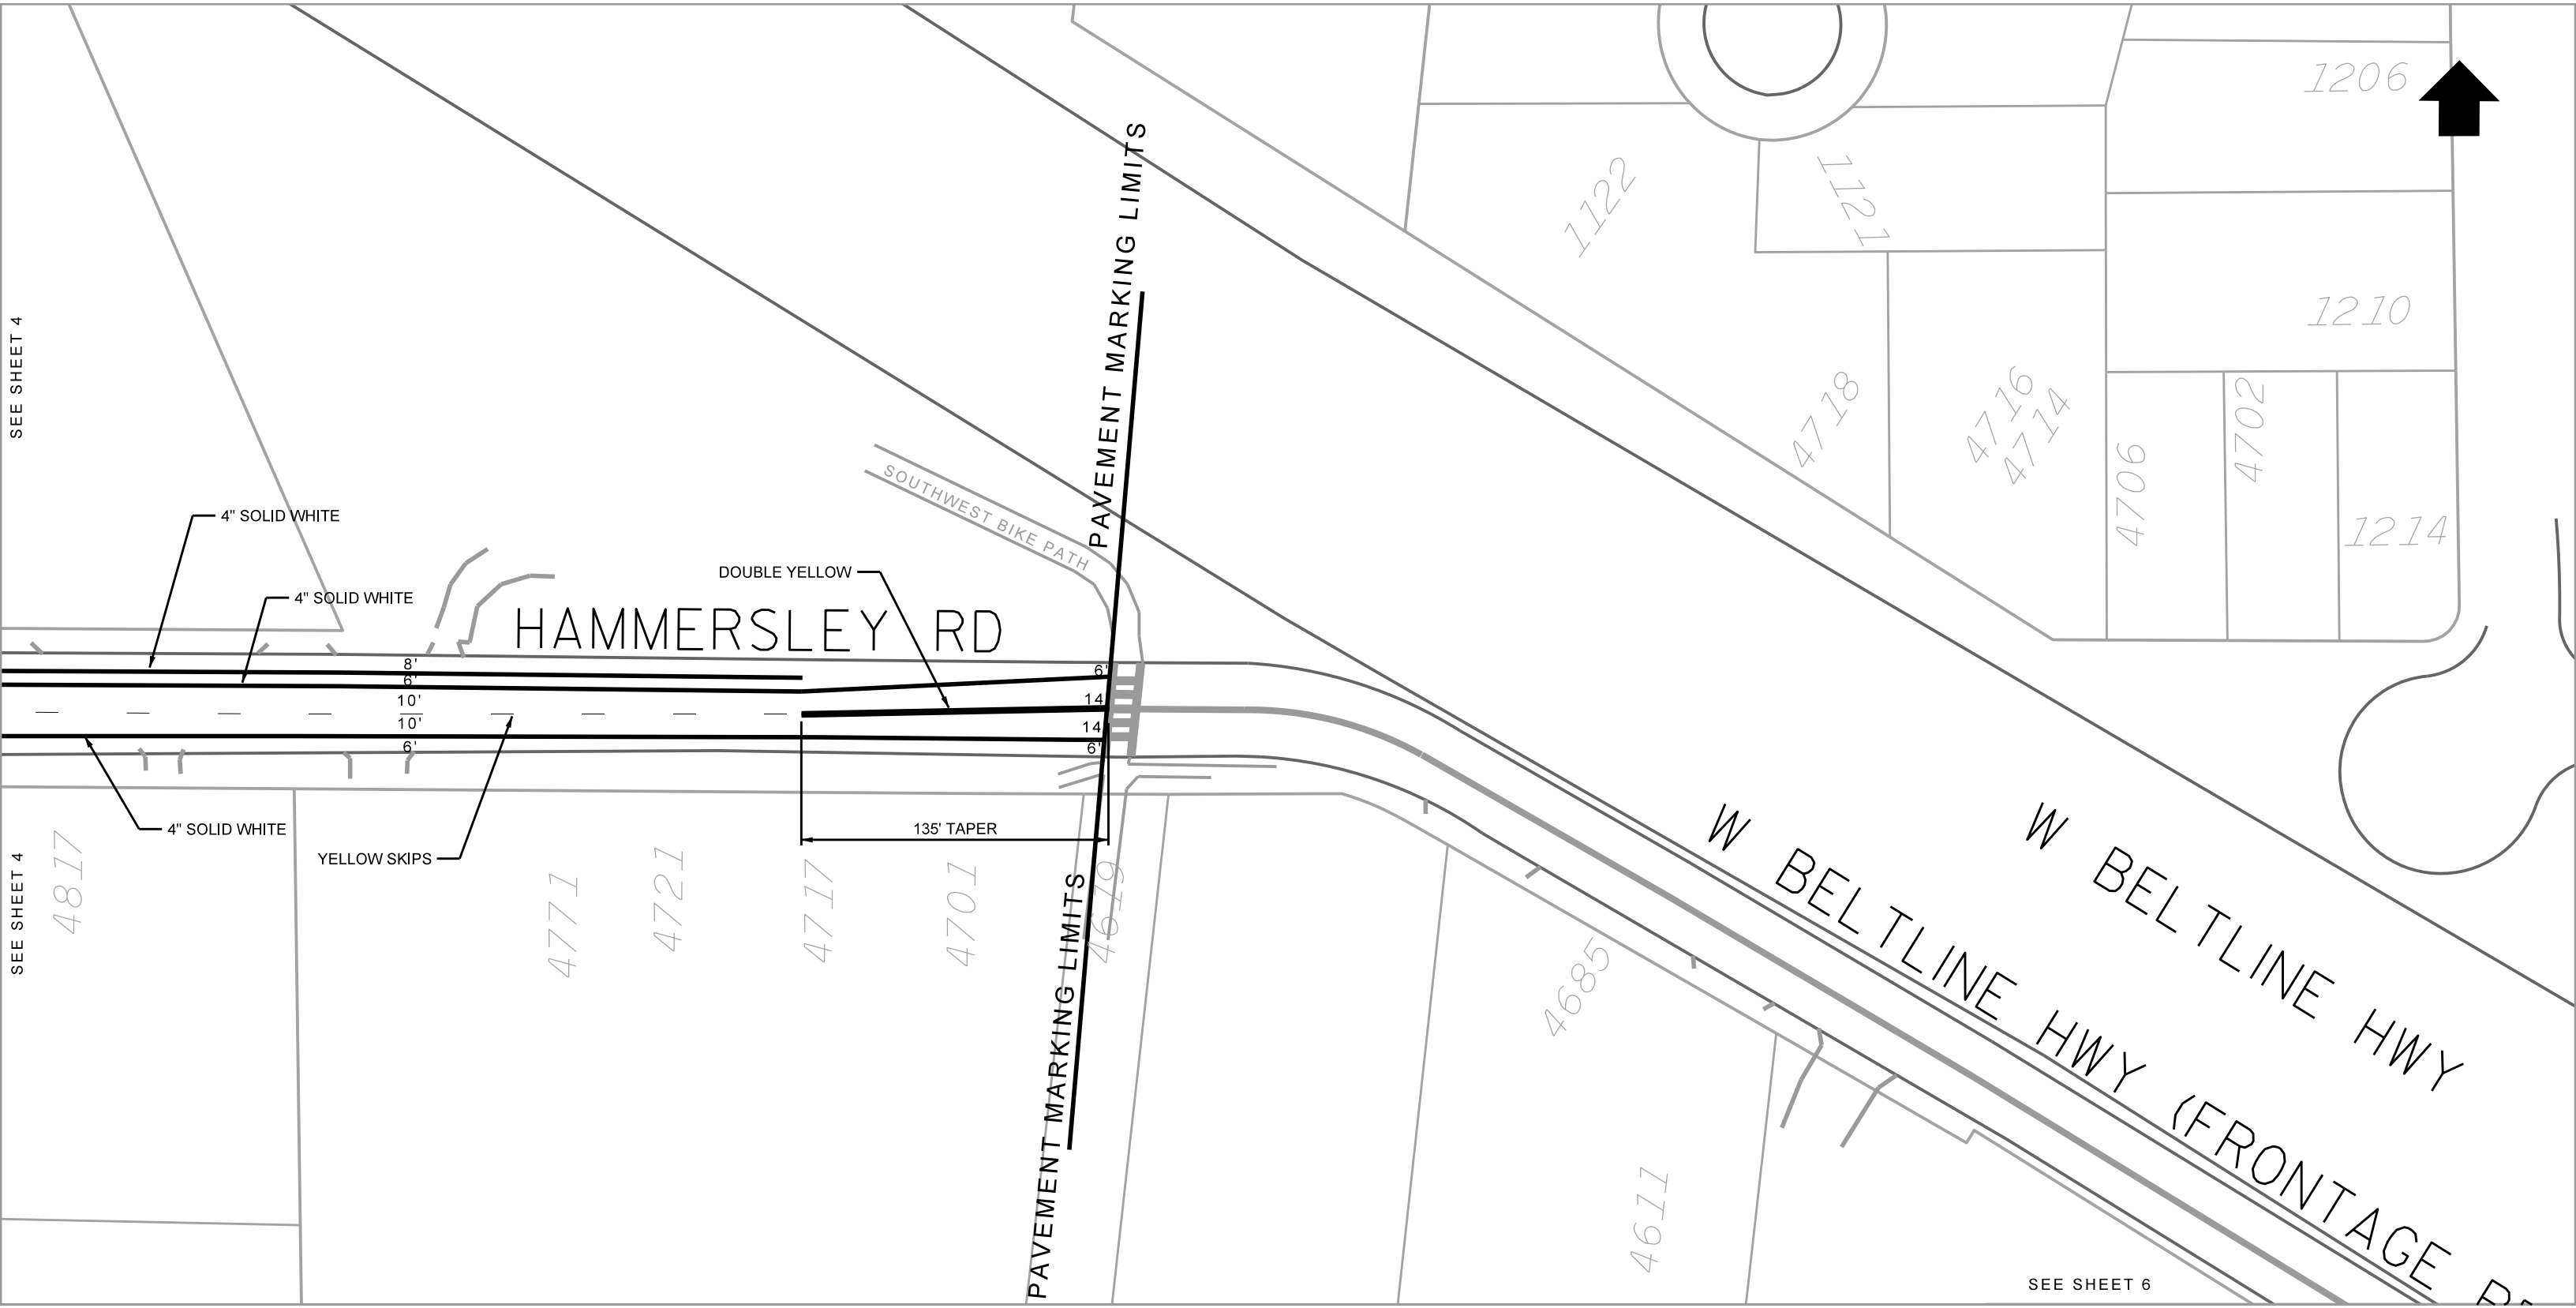 1206
1122
1121
PAVEMENT MARKING LIMITS
1210
SEE SHEET 4
4718
4716
4714
4706
4702
1214
SOUTHWEST BIKE PATH
4" SOLID WHITE
DOUBLE YELLOW
4" SOLID WHITE
HAMMERSLEY RD
8'
6'
10'
10'
6'
6'
14
14
6'
4" SOLID WHITE
135' TAPER
YELLOW SKIPS
SEE SHEET 4
4817
4771
4721
4717
4701
4619
PAVEMENT MARKING LIMITS
4685
4611
W BELTLINE HWY
W BELTLINE HWY (FRONTAGE
SEE SHEET 6